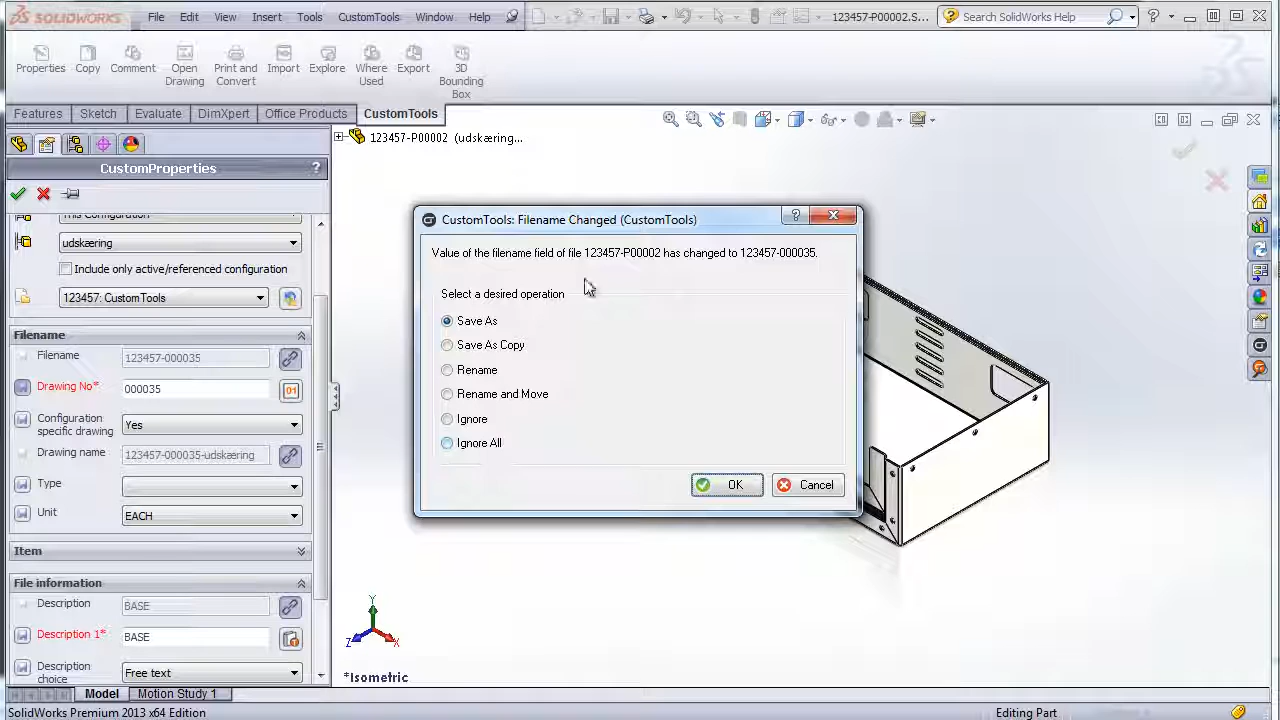 SOLIDWORKS File Edit View Insert Tools CustomTools Window Help 123457-P00002.S... Search SolidWorks Help ?
Properties Copy Comment Open Drawing Print and Convert Import Explore Where Used Export 3D Bounding Box
Features Sketch Evaluate DimXpert Office Products CustomTools
123457-P00002 (udskæring...
CustomProperties ?
This Configuration
udskæring
Include only active/referenced configuration
123457: CustomTools
Filename
Filename 123457-000035
Drawing No* 000035
Configuration specific drawing Yes
Drawing name 123457-000035-udskæring
Type
Unit EACH
Item
File information
Description BASE
Description 1* BASE
Description choice Free text
CustomTools: Filename Changed (CustomTools) ?
Value of the filename field of file 123457-P00002 has changed to 123457-000035.
Select a desired operation
Save As
Save As Copy
Rename
Rename and Move
Ignore
Ignore All
OK Cancel
Y
Z X
*Isometric
Model Motion Study 1
SolidWorks Premium 2013 x64 Edition Editing Part